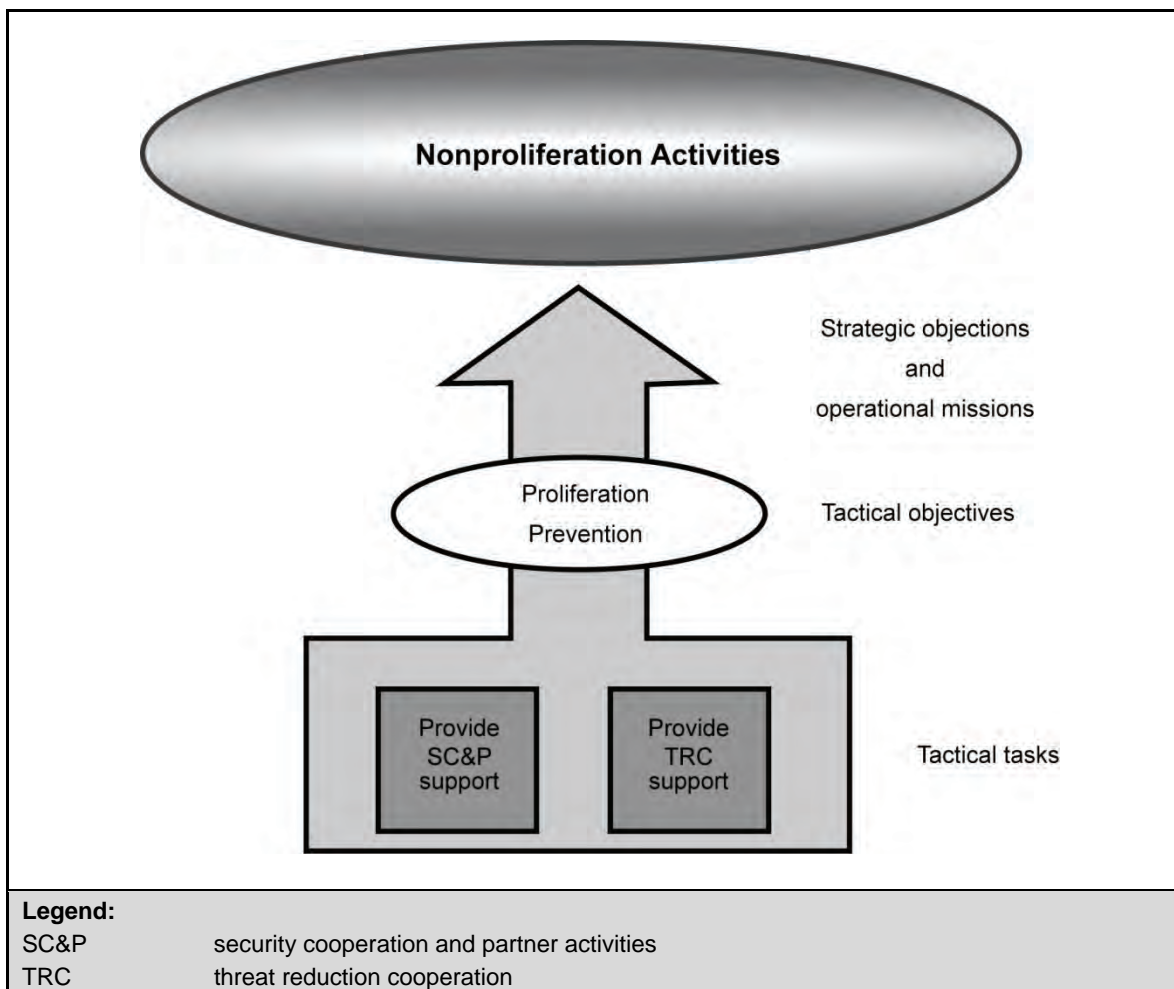 Nonproliferation Activities
Strategic objections
and
operational missions
Proliferation
Prevention
Tactical objectives
Provide
SC&P
support
Provide
TRC
support
Tactical tasks
Legend:
SC&P security cooperation and partner activities
TRC threat reduction cooperation